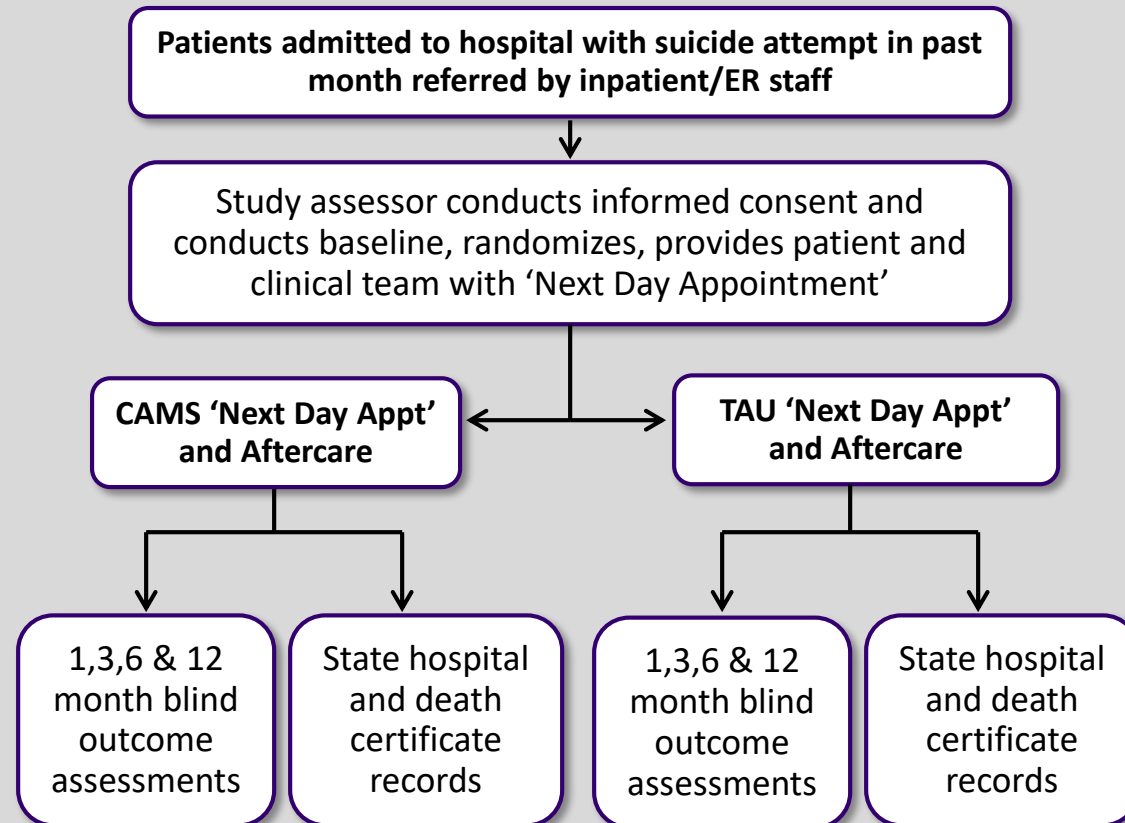 Patients admitted to hospital with suicide attempt in past
month referred by inpatient/ER staff
Study assessor conducts informed consent and
conducts baseline, randomizes, provides patient and
clinical team with ‘Next Day Appointment’
CAMS ‘Next Day Appt’
and Aftercare
TAU ‘Next Day Appt’
and Aftercare
1,3,6 & 12
month blind
outcome
assessments
State hospital
and death
certificate
records
1,3,6 & 12
month blind
outcome
assessments
State hospital
and death
certificate
records